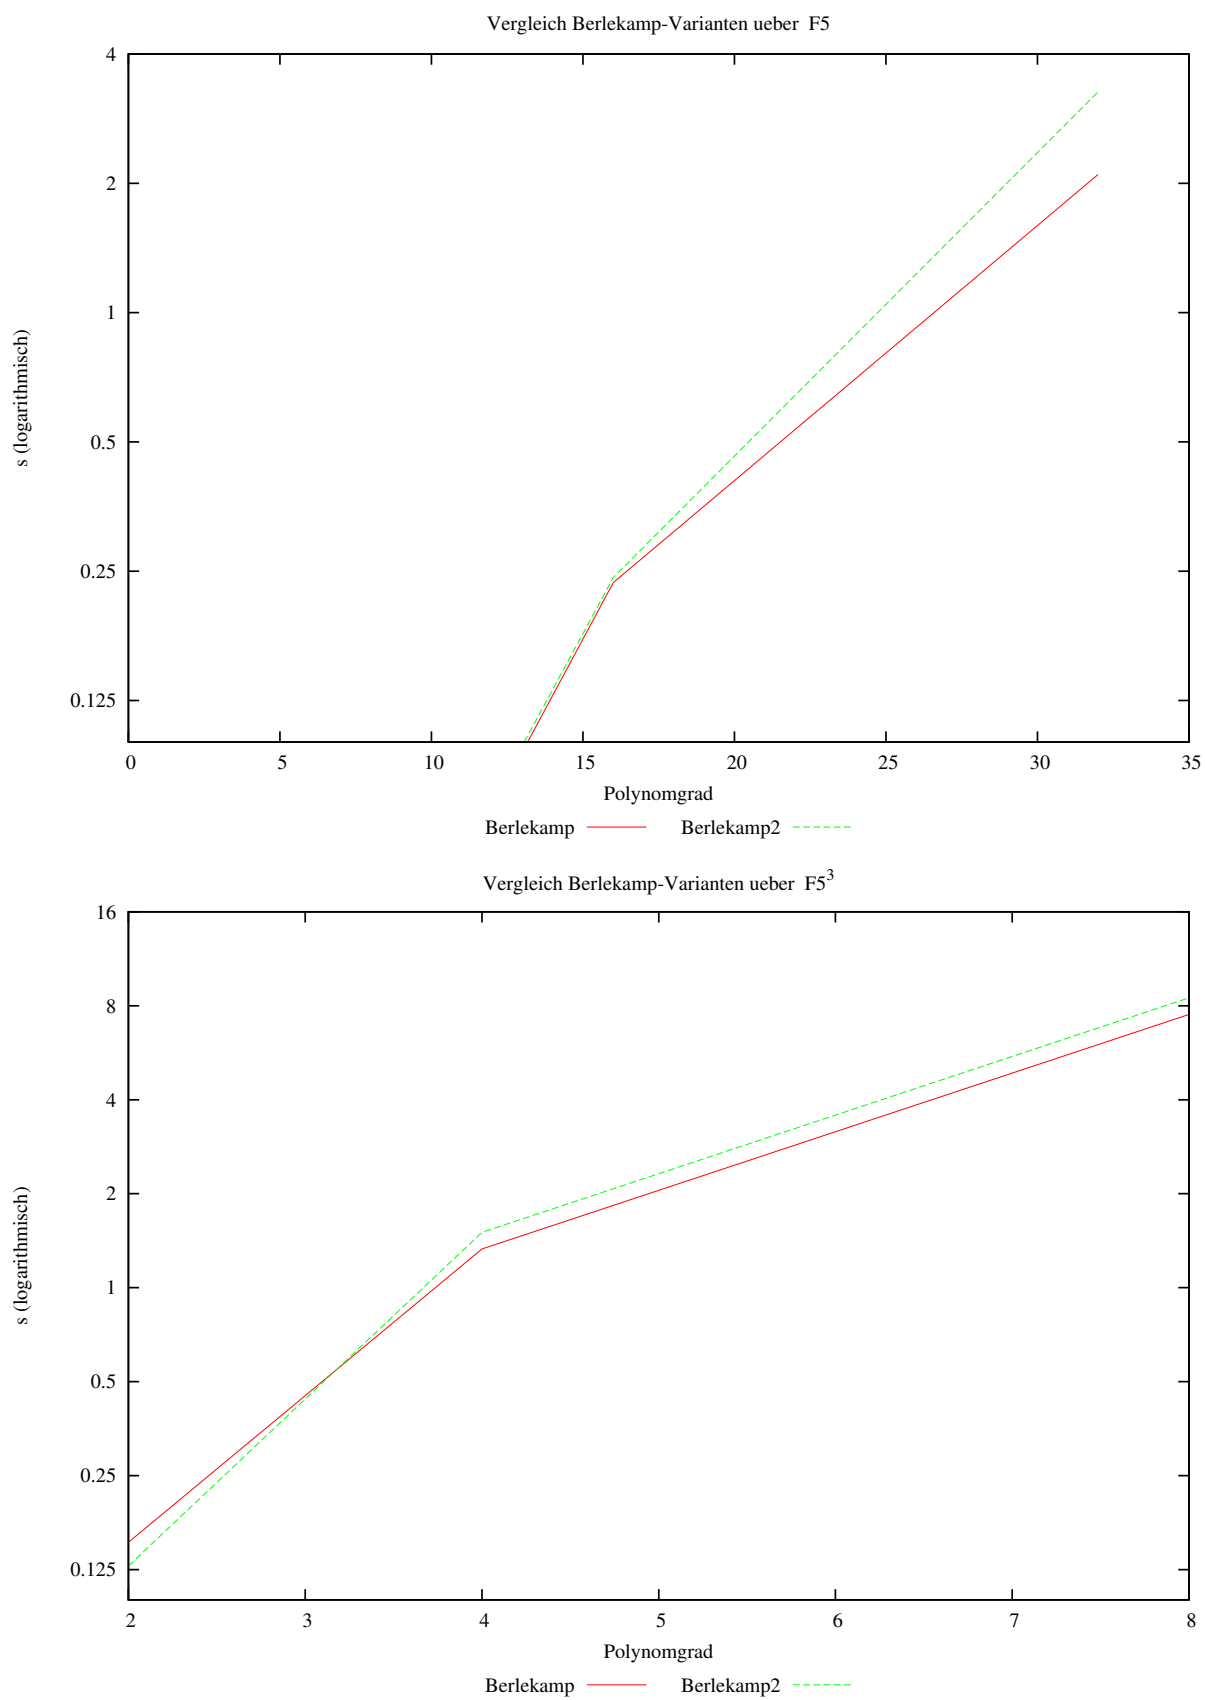 Vergleich Berlekamp-Varianten ueber F5
4
2
1
0.5
0.25
0.125
s (logarithmisch)
0 5 10 15 20 25 30 35
Polynomgrad
Berlekamp Berlekamp2
Vergleich Berlekamp-Varianten ueber F5³
16
8
4
2
1
0.5
0.25
0.125
s (logarithmisch)
2 3 4 5 6 7 8
Polynomgrad
Berlekamp Berlekamp2